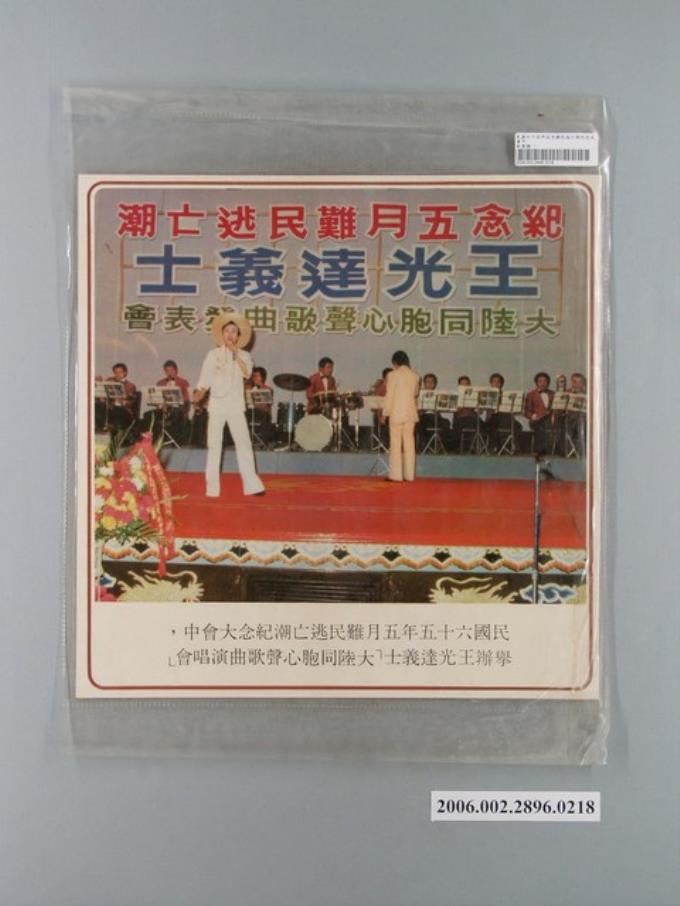 紀念五月難民逃亡潮
王光達義士
大陸同胞心聲歌曲發表會
民國六十五年五月難民逃亡潮紀念大會中，
舉辦王光達義士「大陸同胞心聲歌曲演唱會」
2006.002.2896.0218